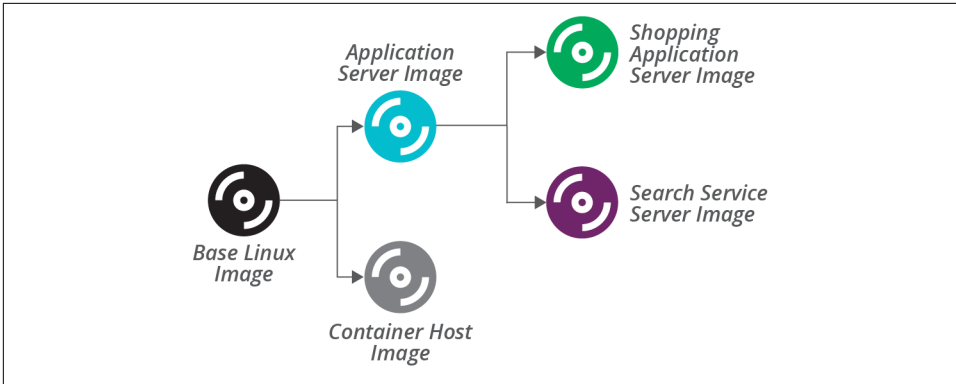 Application
Server Image
Shopping
Application
Server Image
Base Linux
Image
Search Service
Server Image
Container Host
Image